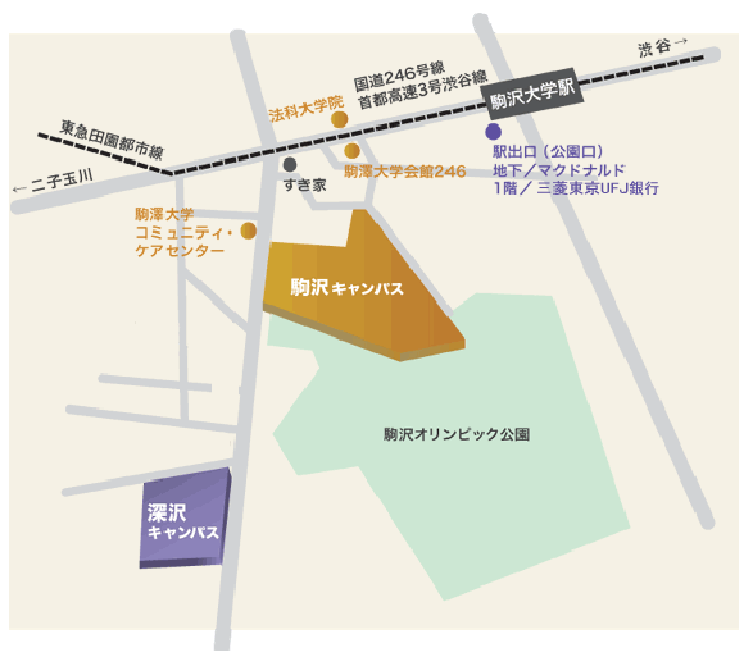 渋谷→
国道246号線
首都高速3号渋谷線
駒沢大学駅
法科大学院
東急田園都市線
駅出口（公園口）
地下／マクドナルド
1階／三菱東京UFJ銀行
駒澤大学会館246
←二子玉川
すき家
駒澤大学
コミュニティ・
ケアセンター
駒沢キャンパス
駒沢オリンピック公園
深沢
キャンパス